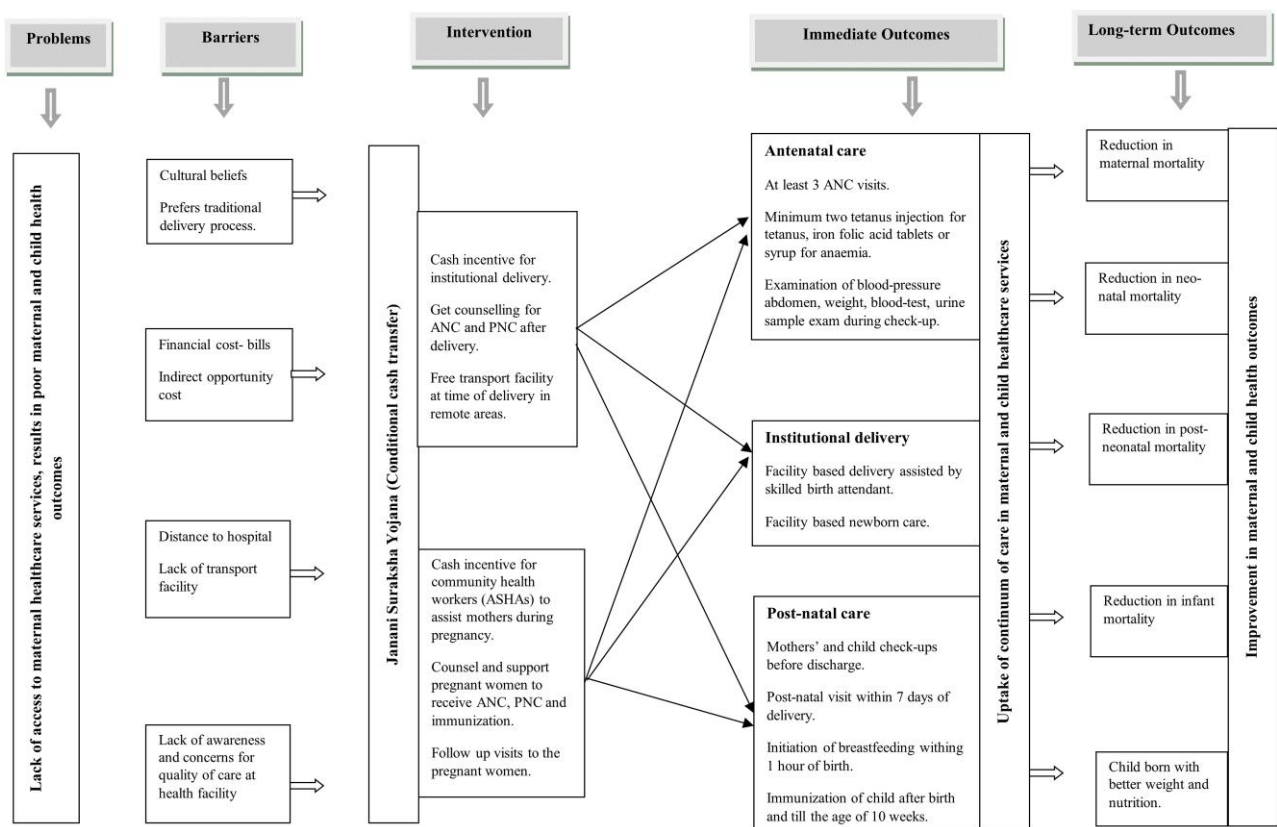 Problems
Barriers
Intervention
Immediate Outcomes
Long-term Outcomes
Lack of access to maternal healthcare services, results in poor maternal and child health
outcomes
Cultural beliefs
Prefers traditional
delivery process.
Financial cost- bills
Indirect opportunity
cost
Distance to hospital
Lack of transport
facility
Lack of awareness
and concerns for
quality of care at
health facility
Janani Suraksha Yojana (Conditional cash transfer)
Cash incentive for
institutional delivery.
Get counselling for
ANC and PNC after
delivery.
Free transport facility
at time of delivery in
remote areas.
Cash incentive for
community health
workers (ASHAs) to
assist mothers during
pregnancy.
Counsel and support
pregnant women to
receive ANC, PNC and
immunization.
Follow up visits to the
pregnant women.
Antenatal care
At least 3 ANC visits.
Minimum two tetanus injection for
tetanus, iron folic acid tablets or
syrup for anaemia.
Examination of blood-pressure
abdomen, weight, blood-test, urine
sample exam during check-up.
Institutional delivery
Facility based delivery assisted by
skilled birth attendant.
Facility based newborn care.
Post-natal care
Mothers' and child check-ups
before discharge.
Post-natal visit within 7 days of
delivery.
Initiation of breastfeeding withing
1 hour of birth.
Immunization of child after birth
and till the age of 10 weeks.
Uptake of continuum of care in maternal and child healthcare services
Reduction in
maternal mortality
Reduction in neo-
natal mortality
Reduction in post-
neonatal mortality
Reduction in infant
mortality
Child born with
better weight and
nutrition.
Improvement in maternal and child health outcomes